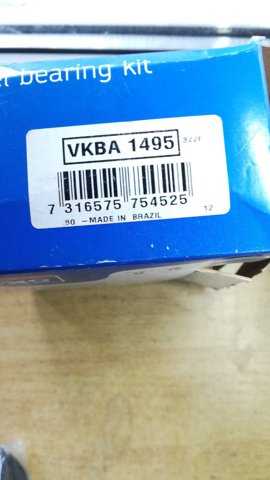 bearing kit
VKBA 1495
322F
7 316575 754525
80 - MADE IN BRAZIL 12